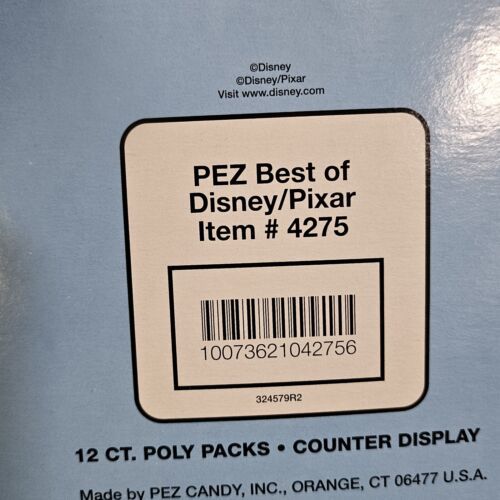 ©Disney
©Disney/Pixar
Visit www.disney.com
PEZ Best of
Disney/Pixar
Item # 4275
10073621042756
324579R2
12 CT. POLY PACKS • COUNTER DISPLAY
Made by PEZ CANDY, INC., ORANGE, CT 06477 U.S.A.